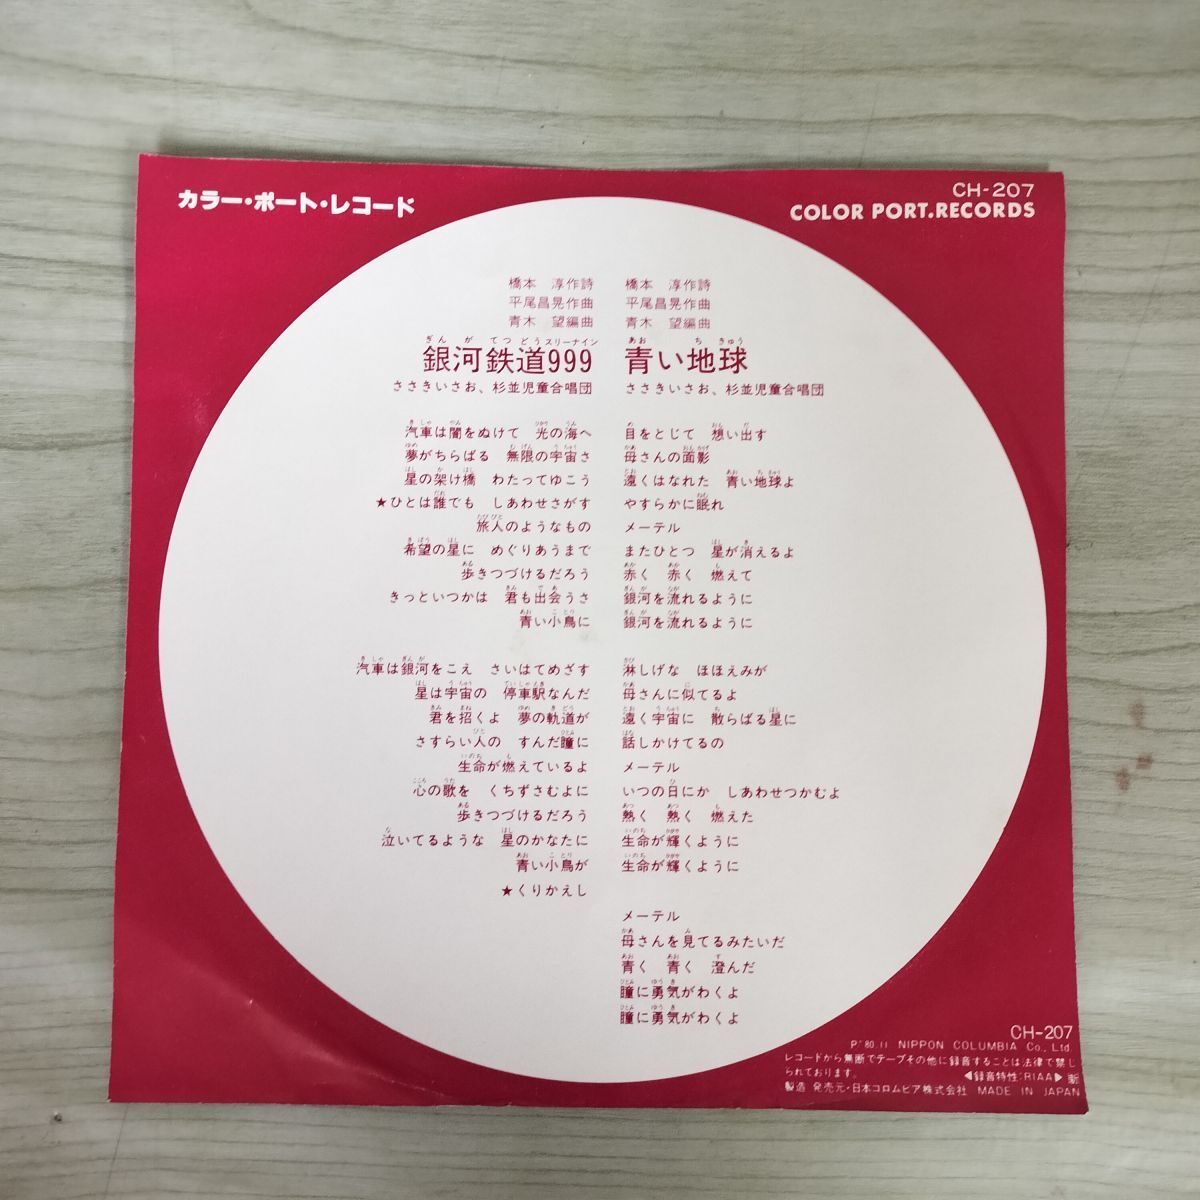 カラー・ポート・レコード
CH-207
COLOR PORT.RECORDS
橋本 淳作詩
平尾昌晃作曲
青木 望編曲
銀河鉄道999
ぎんがてつどうスリーナイン
ささきいさお、杉並児童合唱団
汽車は闇をぬけて 光の海へ
夢がちらばる 無限の宇宙さ
星の架け橋 わたってゆこう
★ひとは誰でも しあわせさがす
旅人のようなもの
希望の星に めぐりあうまで
歩きつづけるだろう
きっといつかは 君も出会うさ
青い小鳥に
汽車は銀河をこえ さいはてめざす
星は宇宙の 停車駅なんだ
君を招くよ 夢の軌道が
さすらい人の すんだ瞳に
生命が燃えているよ
心の歌を くちずさむよに
歩きつづけるだろう
泣いてるような 星のかなたに
青い小鳥が
★くりかえし
橋本 淳作詩
平尾昌晃作曲
青木 望編曲
青い地球
あお ち きゅう
ささきいさお、杉並児童合唱団
目をとじて 想い出す
母さんの面影
遠くはなれた 青い地球よ
やすらかに眠れ
メーテル
またひとつ 星が消えるよ
赤く 赤く 燃えて
銀河を流れるように
銀河を流れるように
淋しげな ほほえみが
母さんに似てるよ
遠く宇宙に 散らばる星に
話しかけてるの
メーテル
いつの日にか しあわせつかむよ
熱く 熱く 燃えた
生命が輝くように
生命が輝くように
メーテル
母さんを見てるみたいだ
青く 青く 澄んだ
瞳に勇気がわくよ
瞳に勇気がわくよ
CH-207
P'80.11 NIPPON COLUMBIA Co., Ltd.
レコードから無断でテープその他に録音することは法律で禁じ
られております。
◀録音特性:RIAA▶
製造 発売元・日本コロムビア株式会社 MADE IN JAPAN